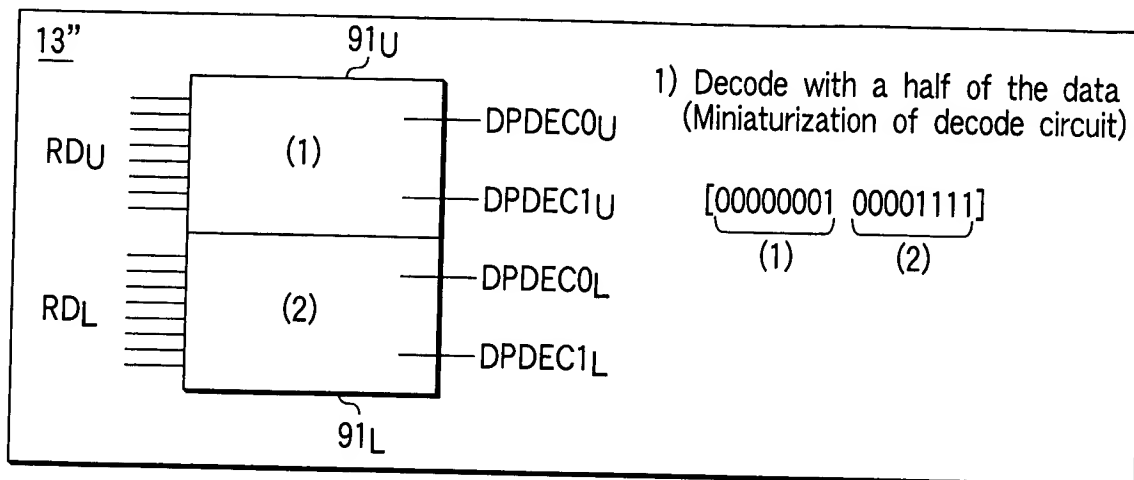 13”
91U
1) Decode with a half of the data
(Miniaturization of decode circuit)
RDU
(1)
DPDEC0U
DPDEC1U
[00000001 00001111]
(1) (2)
RDL
(2)
DPDEC0L
DPDEC1L
91L